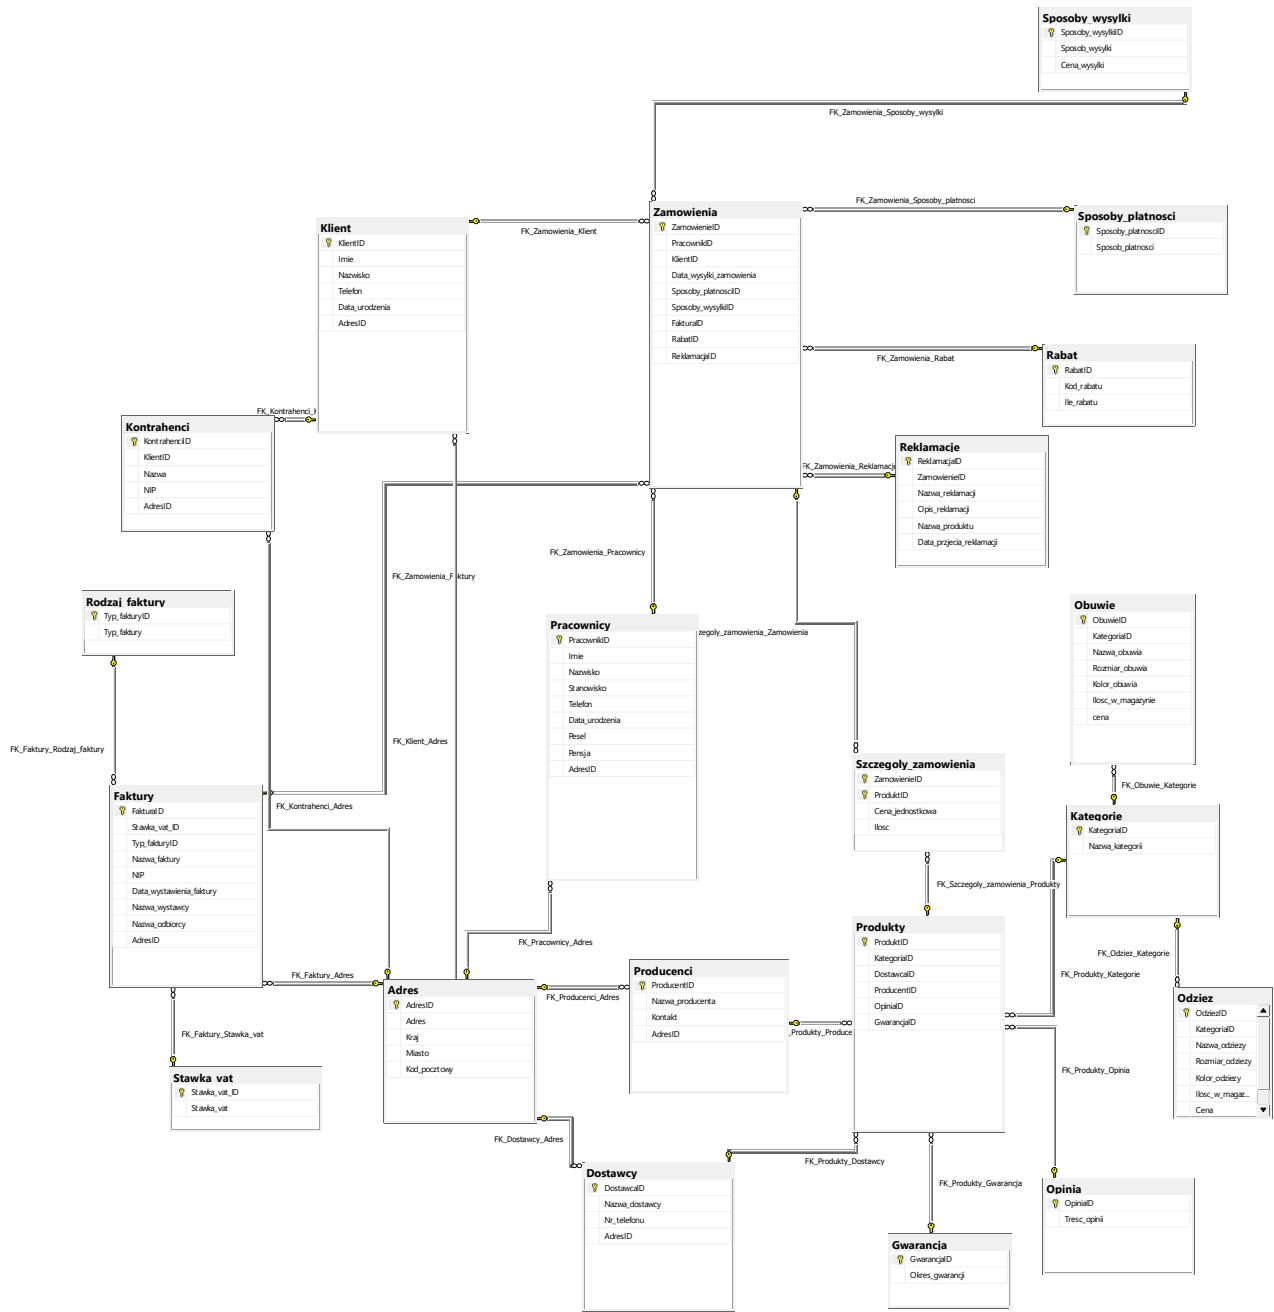 Sposoby_wysylki
Sposoby_wysylkiID
Sposob_wysylki
Cena_wysylki
FK_Zamowienia_Sposoby_wysylki
Zamowienia
ZamowienieID
PracownikID
KlientID
Data_wysylki_zamowienia
Sposoby_platnosciID
Sposoby_wysylkiID
FakturaID
RabatID
ReklamacjaID
FK_Zamowienia_Sposoby_platnosci
Sposoby_platnosci
Sposoby_platnosciID
Sposob_platnosci
Klient
KlientID
Imie
Nazwisko
Telefon
Data_urodzenia
AdresID
FK_Zamowienia_Klient
FK_Zamowienia_Rabat
Rabat
RabatID
Kod_rabatu
Ile_rabatu
FK_Kontrahenci_K
Kontrahenci
KontrahenciID
KlientID
Nazwa
NIP
AdresID
Reklamacje
ReklamacjaID
ZamowienieID
Nazwa_reklamacji
Opis_reklamacji
Nazwa_produktu
Data_przjecia_reklamacji
FK_Zamowienia_Reklamacje
FK_Zamowienia_Pracownicy
FK_Zamowienia_Faktury
Rodzaj_faktury
Typ_fakturyID
Typ_faktury
Pracownicy
PracownikID
Imie
Nazwisko
Stanowisko
Telefon
Data_urodzenia
Pesel
Pensja
AdresID
zegoly_zamowienia_Zamowienia
Obuwie
ObuwieID
KategoriaID
Nazwa_obuwia
Rozmiar_obuwia
Kolor_obuwia
Ilosc_w_magazynie
cena
FK_Faktury_Rodzaj_faktury
FK_Klient_Adres
Szczegoly_zamowienia
ZamowienieID
ProduktID
Cena_jednostkowa
Ilosc
FK_Obuwie_Kategorie
Faktury
FakturaID
Stawka_vat_ID
Typ_fakturyID
Nazwa_faktury
NIP
Data_wystawienia_faktury
Nazwa_wystawcy
Nazwa_odbiorcy
AdresID
FK_Kontrahenci_Adres
Kategorie
KategoriaID
Nazwa_kategorii
FK_Szczegoly_zamowienia_Produkty
FK_Pracownicy_Adres
Produkty
ProduktID
KategoriaID
DostawcaID
ProducentID
OpiniaID
GwarancjaID
FK_Odziez_Kategorie
FK_Produkty_Kategorie
FK_Faktury_Adres
Adres
AdresID
Adres
Kraj
Miasto
Kod_pocztowy
FK_Producenci_Adres
Producenci
ProducentID
Nazwa_producenta
Kontakt
AdresID
_Produkty_Produce
Odziez
OdziezID
KategoriaID
Nazwa_odziezy
Rozmiar_odziezy
Kolor_odziezy
Ilosc_w_magaz...
Cena
FK_Faktury_Stawka_vat
Stawka_vat
Stawka_vat_ID
Stawka_vat
FK_Produkty_Opinia
FK_Dostawcy_Adres
Dostawcy
DostawcaID
Nazwa_dostawcy
Nr_telefonu
AdresID
FK_Produkty_Dostawcy
FK_Produkty_Gwarancja
Opinia
OpiniaID
Tresc_opinii
Gwarancja
GwarancjaID
Okres_gwarancji